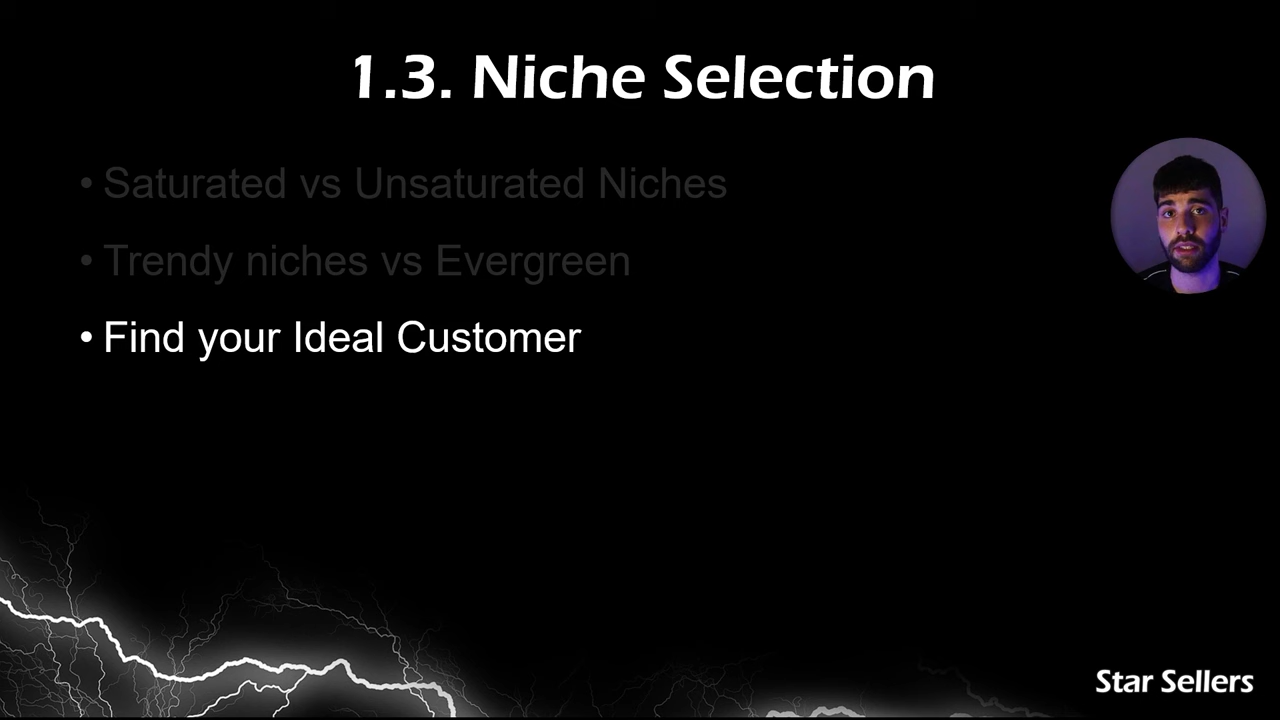 1.3. Niche Selection
• Saturated vs Unsaturated Niches
• Trendy niches vs Evergreen
• Find your Ideal Customer
Star Sellers